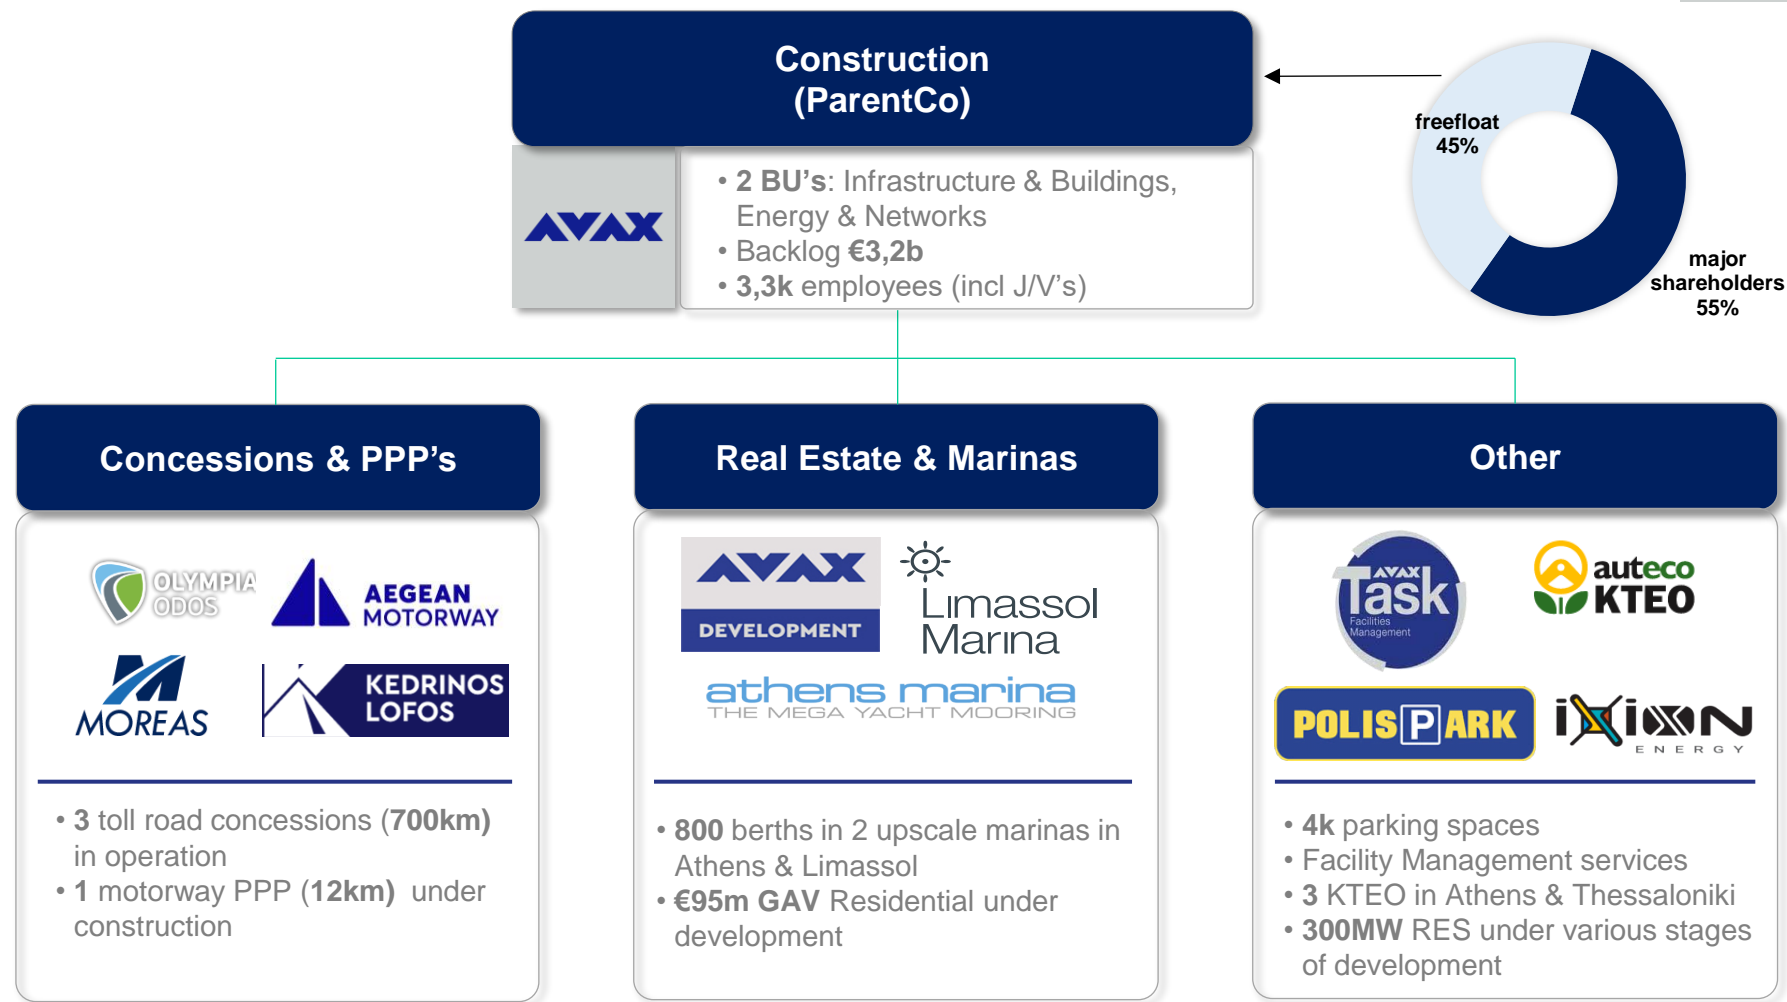 Construction
(ParentCo)
freefloat
45%
major
shareholders
55%
AVAX
• 2 BU’s: Infrastructure & Buildings,
Energy & Networks
• Backlog €3,2b
• 3,3k employees (incl J/V’s)
Concessions & PPP’s
OLYMPIA
ODOS
AEGEAN
MOTORWAY
MOREAS
KEDRINOS
LOFOS
• 3 toll road concessions (700km)
in operation
• 1 motorway PPP (12km) under
construction
Real Estate & Marinas
AVAX
DEVELOPMENT
Limassol
Marina
athens marina
THE MEGA YACHT MOORING
• 800 berths in 2 upscale marinas in
Athens & Limassol
• €95m GAV Residential under
development
Other
AVAX
Task
Facilities
Management
auteco
KTEO
POLIS PARK
iXiON
ENERGY
• 4k parking spaces
• Facility Management services
• 3 KTEO in Athens & Thessaloniki
• 300MW RES under various stages
of development